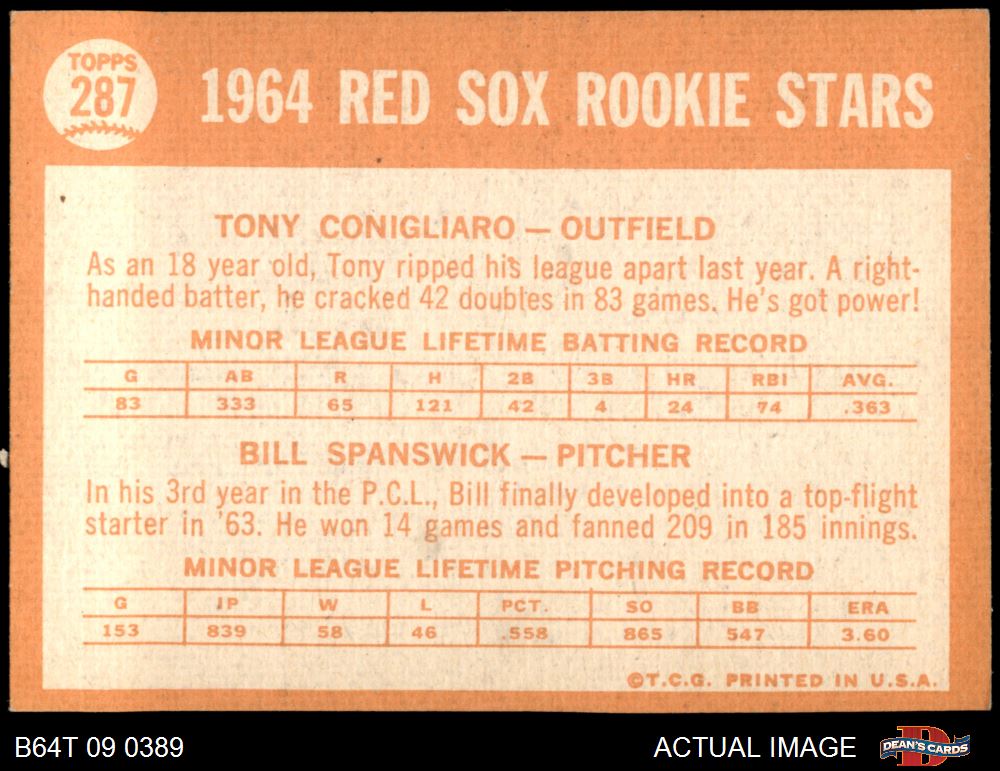 TOPPS
287
1964 RED SOX ROOKIE STARS
TONY CONIGLIARO — OUTFIELD
As an 18 year old, Tony ripped his league apart last year. A right-
handed batter, he cracked 42 doubles in 83 games. He's got power!
MINOR LEAGUE LIFETIME BATTING RECORD
G AB R H 2B 3B HR RBI AVG.
83 333 65 121 42 4 24 74 .363
BILL SPANSWICK — PITCHER
In his 3rd year in the P.C.L., Bill finally developed into a top-flight
starter in '63. He won 14 games and fanned 209 in 185 innings.
MINOR LEAGUE LIFETIME PITCHING RECORD
G IP W L PCT. SO BB ERA
153 839 58 46 .558 865 547 3.60
©T.C.G. PRINTED IN U.S.A.
B64T 09 0389
ACTUAL IMAGE
D
DEAN'S CARDS